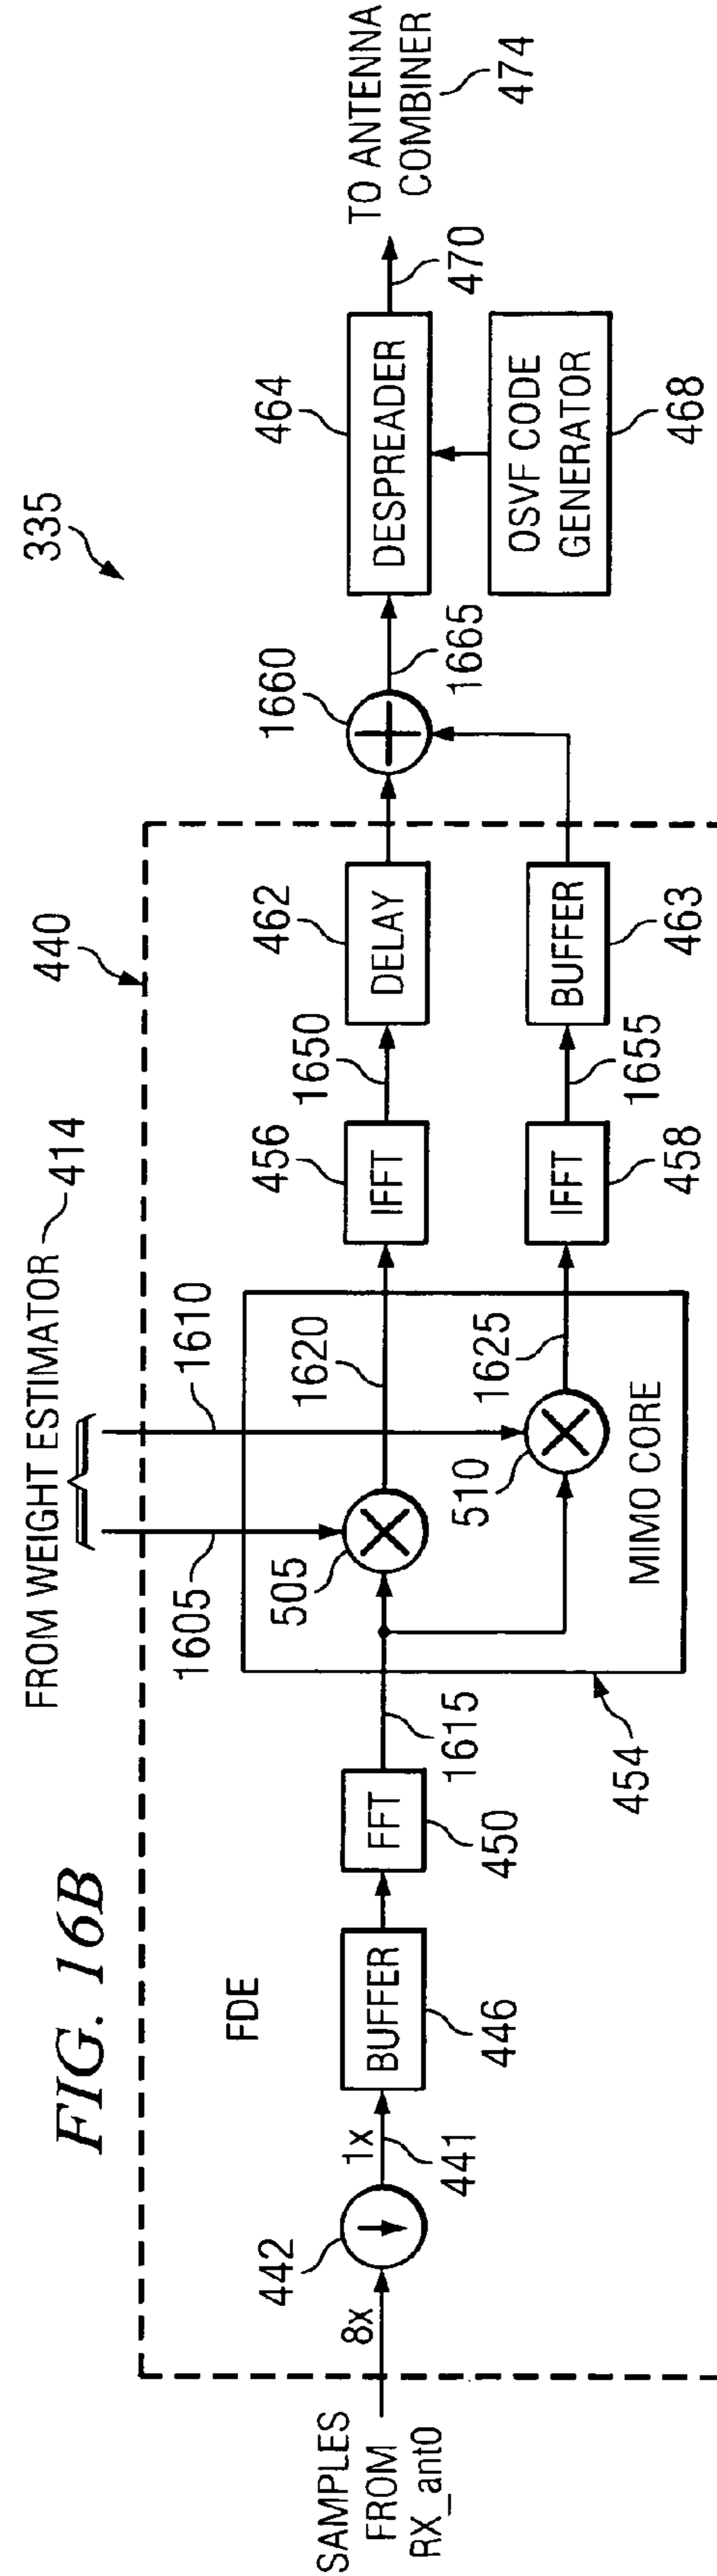 FIG. 16B
335
FROM WEIGHT ESTIMATOR
414
440
1605
1610
FDE
SAMPLES
FROM
RX_ant0
8x
442
1x
441
BUFFER
446
FFT
450
1615
505
1620
510
1625
MIMO CORE
454
456
IFFT
1650
462
DELAY
IFFT
458
1655
BUFFER
463
1660
1665
464
DESPREADER
470
TO ANTENNA
COMBINER
474
OSVF CODE
GENERATOR
468